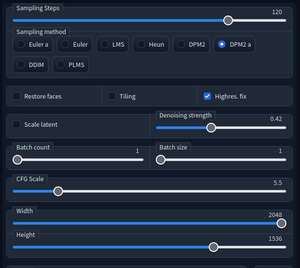 Sampling Steps
120
Sampling method
Euler a Euler LMS Heun DPM2 DPM2 a
DDIM PLMS
Restore faces Tiling Highres. fix
Scale latent
Denoising strength 0.42
Batch count 1 Batch size 1
CFG Scale
5.5
Width
2048
Height
1536